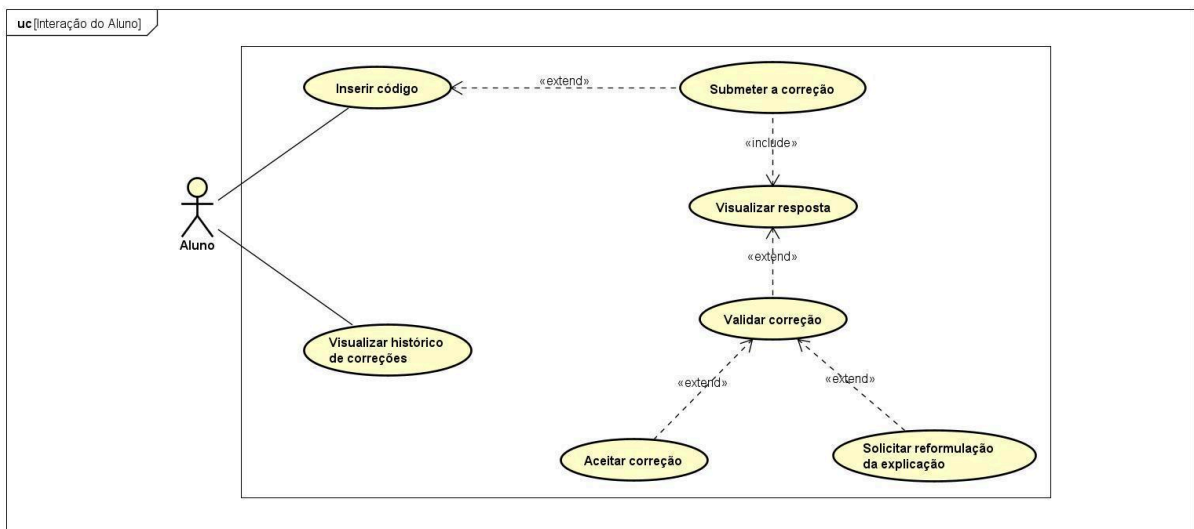 uc [Interação do Aluno]
Inserir código
«extend»
Submeter a correção
«include»
Visualizar resposta
Aluno
«extend»
Validar correção
Visualizar histórico
de correções
«extend»
«extend»
Aceitar correção
Solicitar reformulação
da explicação